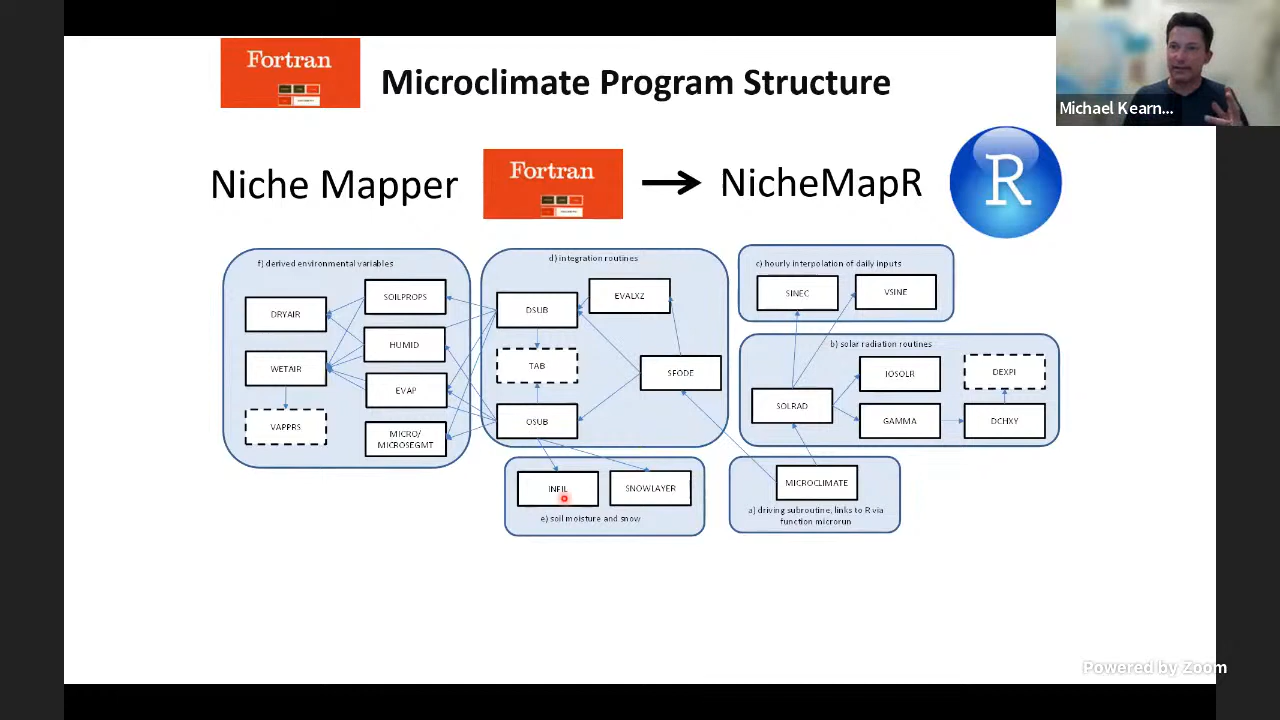 Fortran
Microclimate Program Structure
Michael Kearn...
Niche Mapper
Fortran
NicheMapR
R
f) derived environmental variables
SOILPROPS
DRYAIR
HUMID
WETAIR
EVAP
VAPPRS
MICRO/
MICROSEGMT
d) integration routines
EVALXZ
DSUB
TAB
SFODE
OSUB
c) hourly interpolation of daily inputs
SINEC
VSINE
b) solar radiation routines
IOSOLR
DEXPI
SOLRAD
GAMMA
DCHXY
INFIL
SNOWLAYER
e) soil moisture and snow
MICROCLIMATE
a) driving subroutine, links to R via
function microrun
Powered by Zoom